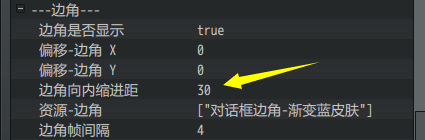 ---边角---
边角是否显示 true
偏移-边角 X 0
偏移-边角 Y 0
边角向内缩进距 30
资源-边角 ["对话框边角-渐变蓝皮肤"]
边角帧间隔 4